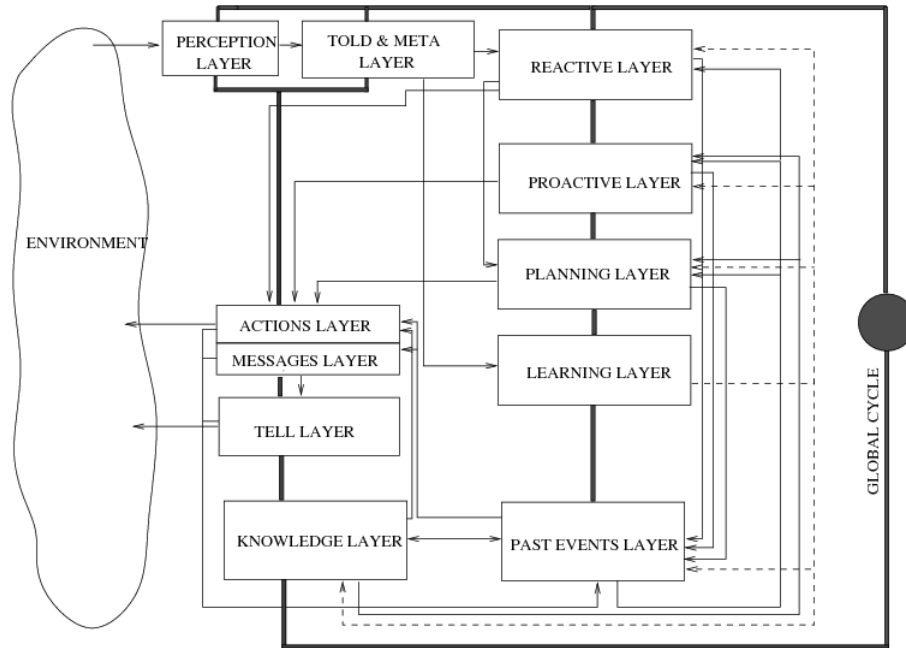 PERCEPTION
LAYER
TOLD & META
LAYER
REACTIVE LAYER
PROACTIVE LAYER
ENVIRONMENT
PLANNING LAYER
ACTIONS LAYER
MESSAGES LAYER
LEARNING LAYER
TELL LAYER
GLOBAL CYCLE
KNOWLEDGE LAYER
PAST EVENTS LAYER